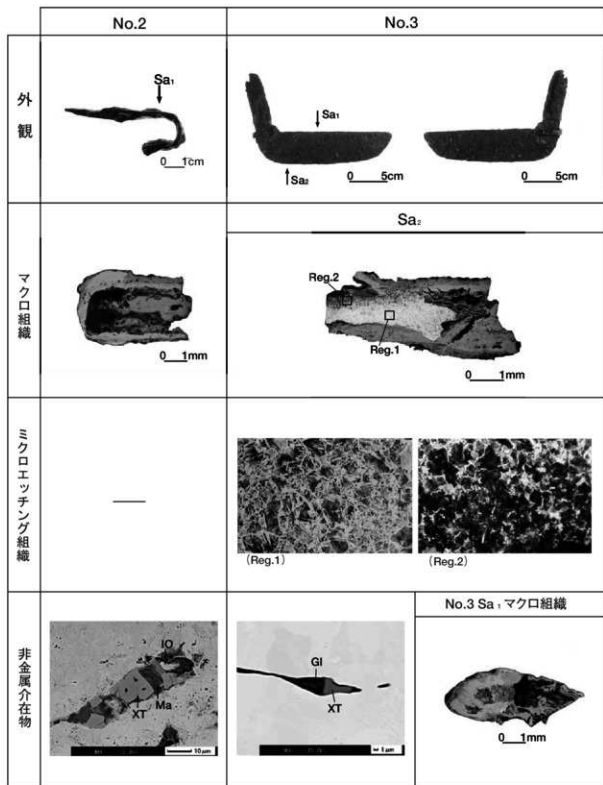 No.2
No.3
外観
Sa₁
0 1cm
Sa₁
Sa₂
0 5cm
0 5cm
マクロ組織
Sa₂
0 1mm
Reg.2
Reg.1
0 1mm
ミクロエッチング組織
—
(Reg.1)
(Reg.2)
非金属介在物
No.3 Sa₁ マクロ組織
IO
XT
Ma
10μm
Gl
XT
0 1mm